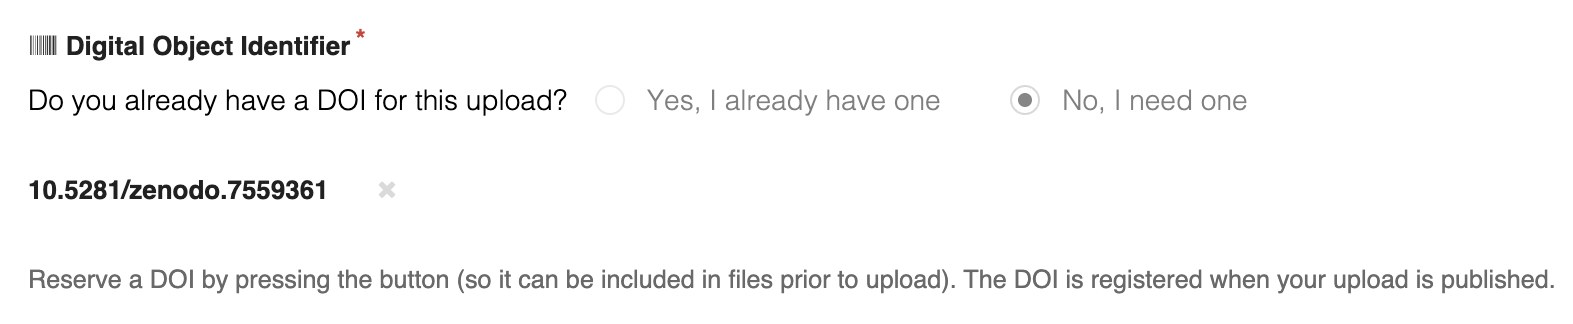 Digital Object Identifier *
Do you already have a DOI for this upload? Yes, I already have one No, I need one
10.5281/zenodo.7559361
Reserve a DOI by pressing the button (so it can be included in files prior to upload). The DOI is registered when your upload is published.